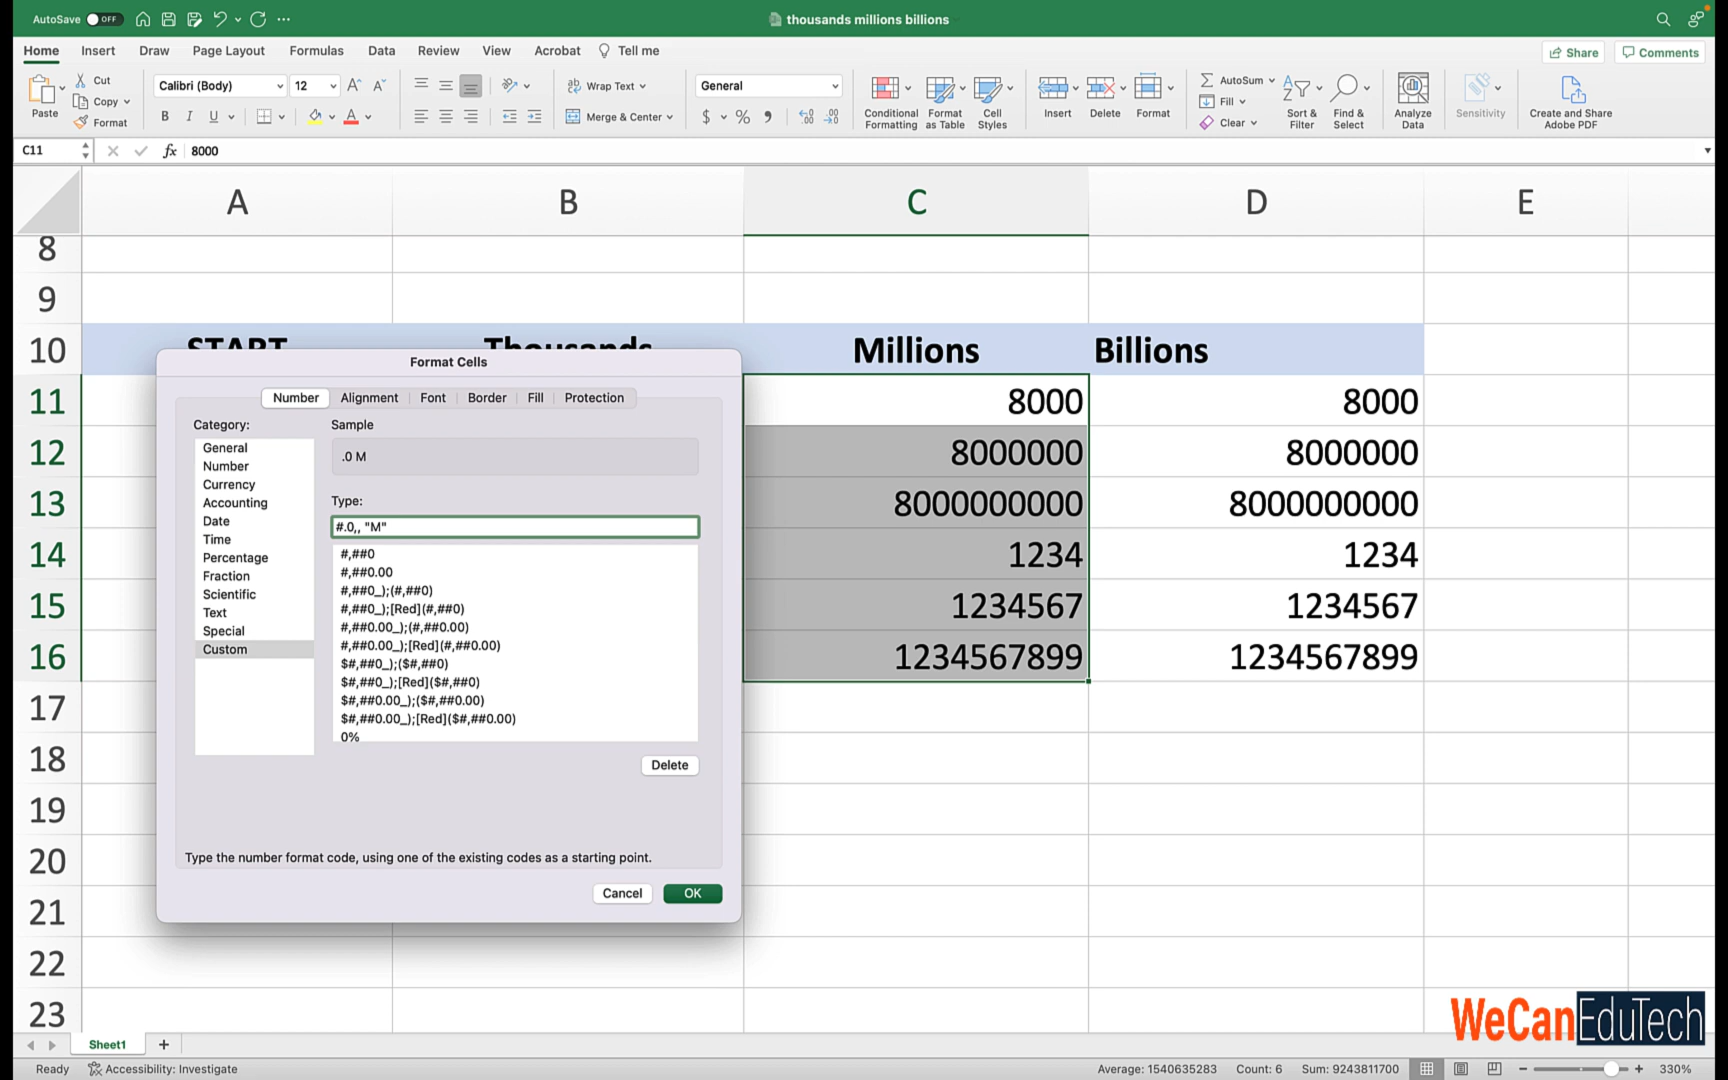 AutoSave OFF
thousands millions billions
Home Insert Draw Page Layout Formulas Data Review View Acrobat Tell me
Share Comments
Paste
Cut
Copy
Format
Calibri (Body) 12
B I U
Wrap Text
Merge & Center
General
$ %
Conditional Formatting
Format as Table
Cell Styles
Insert
Delete
Format
AutoSum
Fill
Clear
Sort & Filter
Find & Select
Analyze Data
Sensitivity
Create and Share Adobe PDF
C11 fx 8000
A B C D E
8
9
10 START Thousands Millions Billions
11 8000 8000
12 8000000 8000000
13 8000000000 8000000000
14 1234 1234
15 1234567 1234567
16 1234567899 1234567899
17
18
19
20
21
22
23
Format Cells
Number Alignment Font Border Fill Protection
Category:
General
Number
Currency
Accounting
Date
Time
Percentage
Fraction
Scientific
Text
Special
Custom
Sample
.0 M
Type:
#.0,, "M"
#,##0
#,##0.00
#,##0_);(#,##0)
#,##0_);[Red](#,##0)
#,##0.00_);(#,##0.00)
#,##0.00_);[Red](#,##0.00)
$#,##0_);($#,##0)
$#,##0_);[Red]($#,##0)
$#,##0.00_);($#,##0.00)
$#,##0.00_);[Red]($#,##0.00)
0%
Delete
Type the number format code, using one of the existing codes as a starting point.
Cancel OK
WeCanEduTech
Sheet1 +
Ready Accessibility: Investigate
Average: 1540635283 Count: 6 Sum: 9243811700 330%